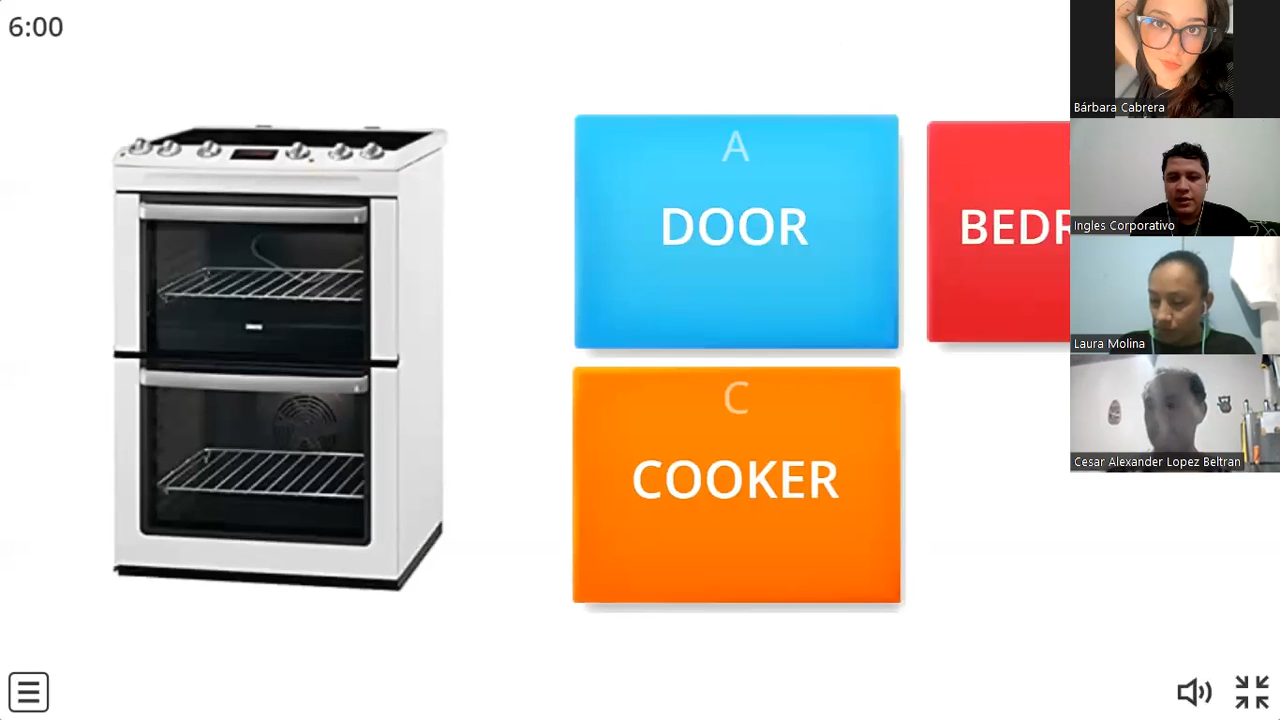 6:00
A
DOOR
BEDR
C
COOKER
Bárbara Cabrera
Ingles Corporativo
Laura Molina
Cesar Alexander Lopez Beltran